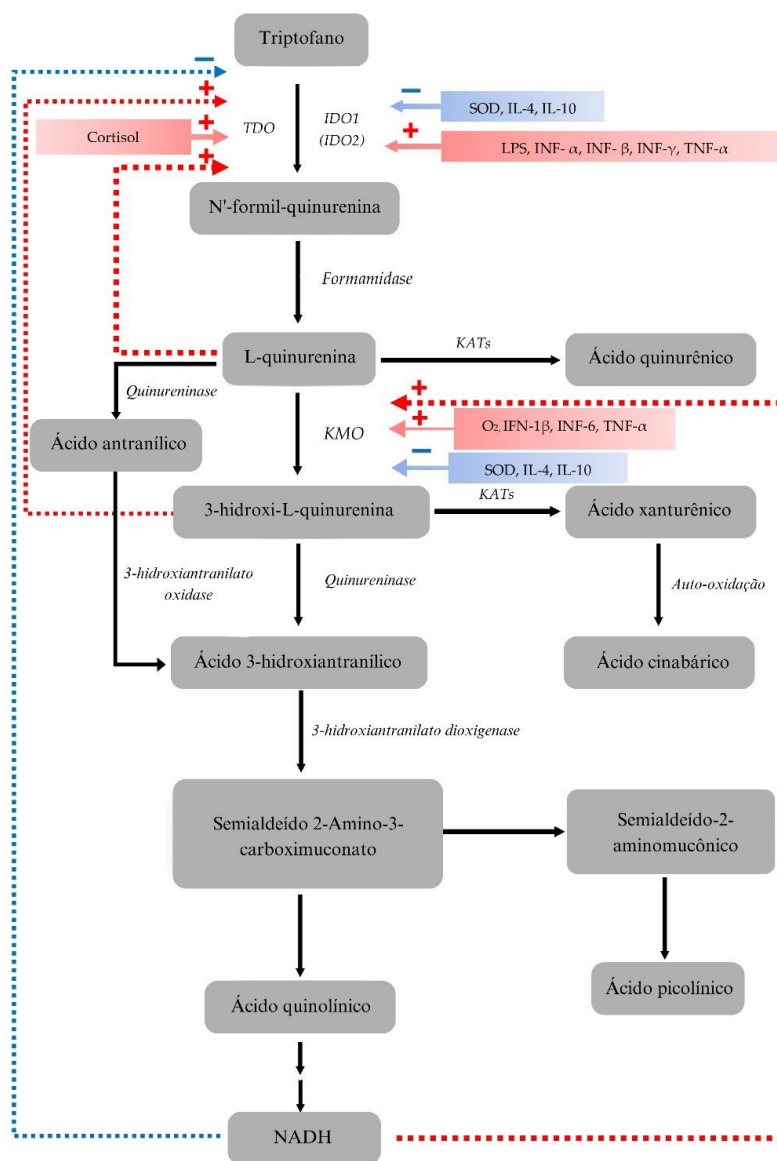 Triptofano
−
+
Cortisol
+
+
TDO
IDO1
(IDO2)
−
SOD, IL-4, IL-10
+
LPS, INF- α, INF- β, INF-γ, TNF-α
N'-formil-quinurenina
Formamidase
L-quinurenina
KATs
Ácido quinurênico
Quinureninase
Ácido antranílico
KMO
+
+
O2, IFN-1β, INF-6, TNF-α
−
SOD, IL-4, IL-10
3-hidroxi-L-quinurenina
KATs
Ácido xanturênico
3-hidroxiantranilato
oxidase
Quinureninase
Auto-oxidação
Ácido 3-hidroxiantranílico
Ácido cinabárico
3-hidroxiantranilato dioxigenase
Semialdeído 2-Amino-3-
carboximuconato
Semialdeído-2-
aminomucônico
Ácido quinolínico
Ácido picolínico
NADH